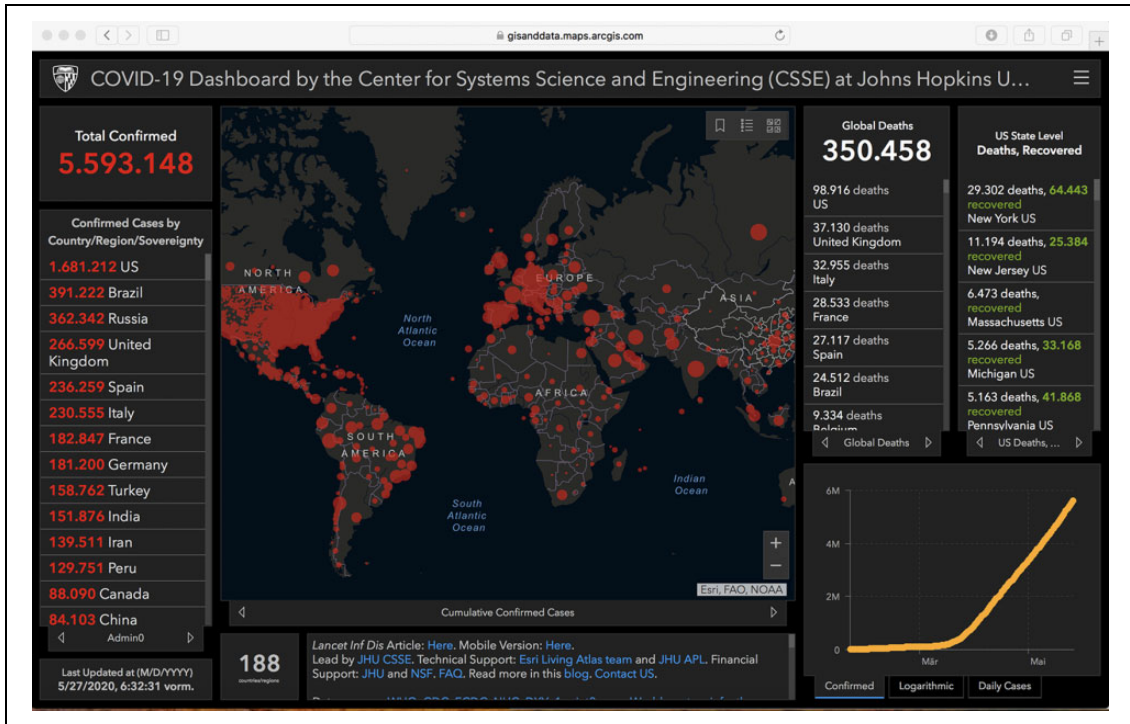 gisanddata.maps.arcgis.com
COVID-19 Dashboard by the Center for Systems Science and Engineering (CSSE) at Johns Hopkins U...
Total Confirmed
5.593.148
Confirmed Cases by
Country/Region/Sovereignty
1.681.212 US
391.222 Brazil
362.342 Russia
266.599 United
Kingdom
236.259 Spain
230.555 Italy
182.847 France
181.200 Germany
158.762 Turkey
151.876 India
139.511 Iran
129.751 Peru
88.090 Canada
84.103 China
Admin0
Last Updated at (M/D/YYYY)
5/27/2020, 6:32:31 vorm.
NORTH
AMERICA
North
Atlantic
Ocean
EUROPE
ASIA
AFRICA
SOUTH
AMERICA
South
Atlantic
Ocean
Indian
Ocean
A
+
−
Esri, FAO, NOAA
Cumulative Confirmed Cases
188
countries/regions
Lancet Inf Dis Article: Here. Mobile Version: Here.
Lead by JHU CSSE. Technical Support: Esri Living Atlas team and JHU APL. Financial
Support: JHU and NSF. FAQ. Read more in this blog. Contact US.
Global Deaths
350.458
98.916 deaths
US
37.130 deaths
United Kingdom
32.955 deaths
Italy
28.533 deaths
France
27.117 deaths
Spain
24.512 deaths
Brazil
9.334 deaths
Belgium
Global Deaths
US State Level
Deaths, Recovered
29.302 deaths, 64.443
recovered
New York US
11.194 deaths, 25.384
recovered
New Jersey US
6.473 deaths,
recovered
Massachusetts US
5.266 deaths, 33.168
recovered
Michigan US
5.163 deaths, 41.868
recovered
Pennsylvania US
US Deaths, ...
6M
4M
2M
0
Mär
Mai
Confirmed
Logarithmic
Daily Cases